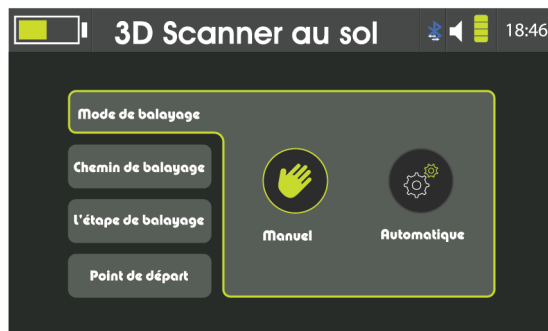 3D Scanner au sol
18:46
Mode de balayage
Chemin de balayage
L'étape de balayage
Point de départ
Manuel
Automatique